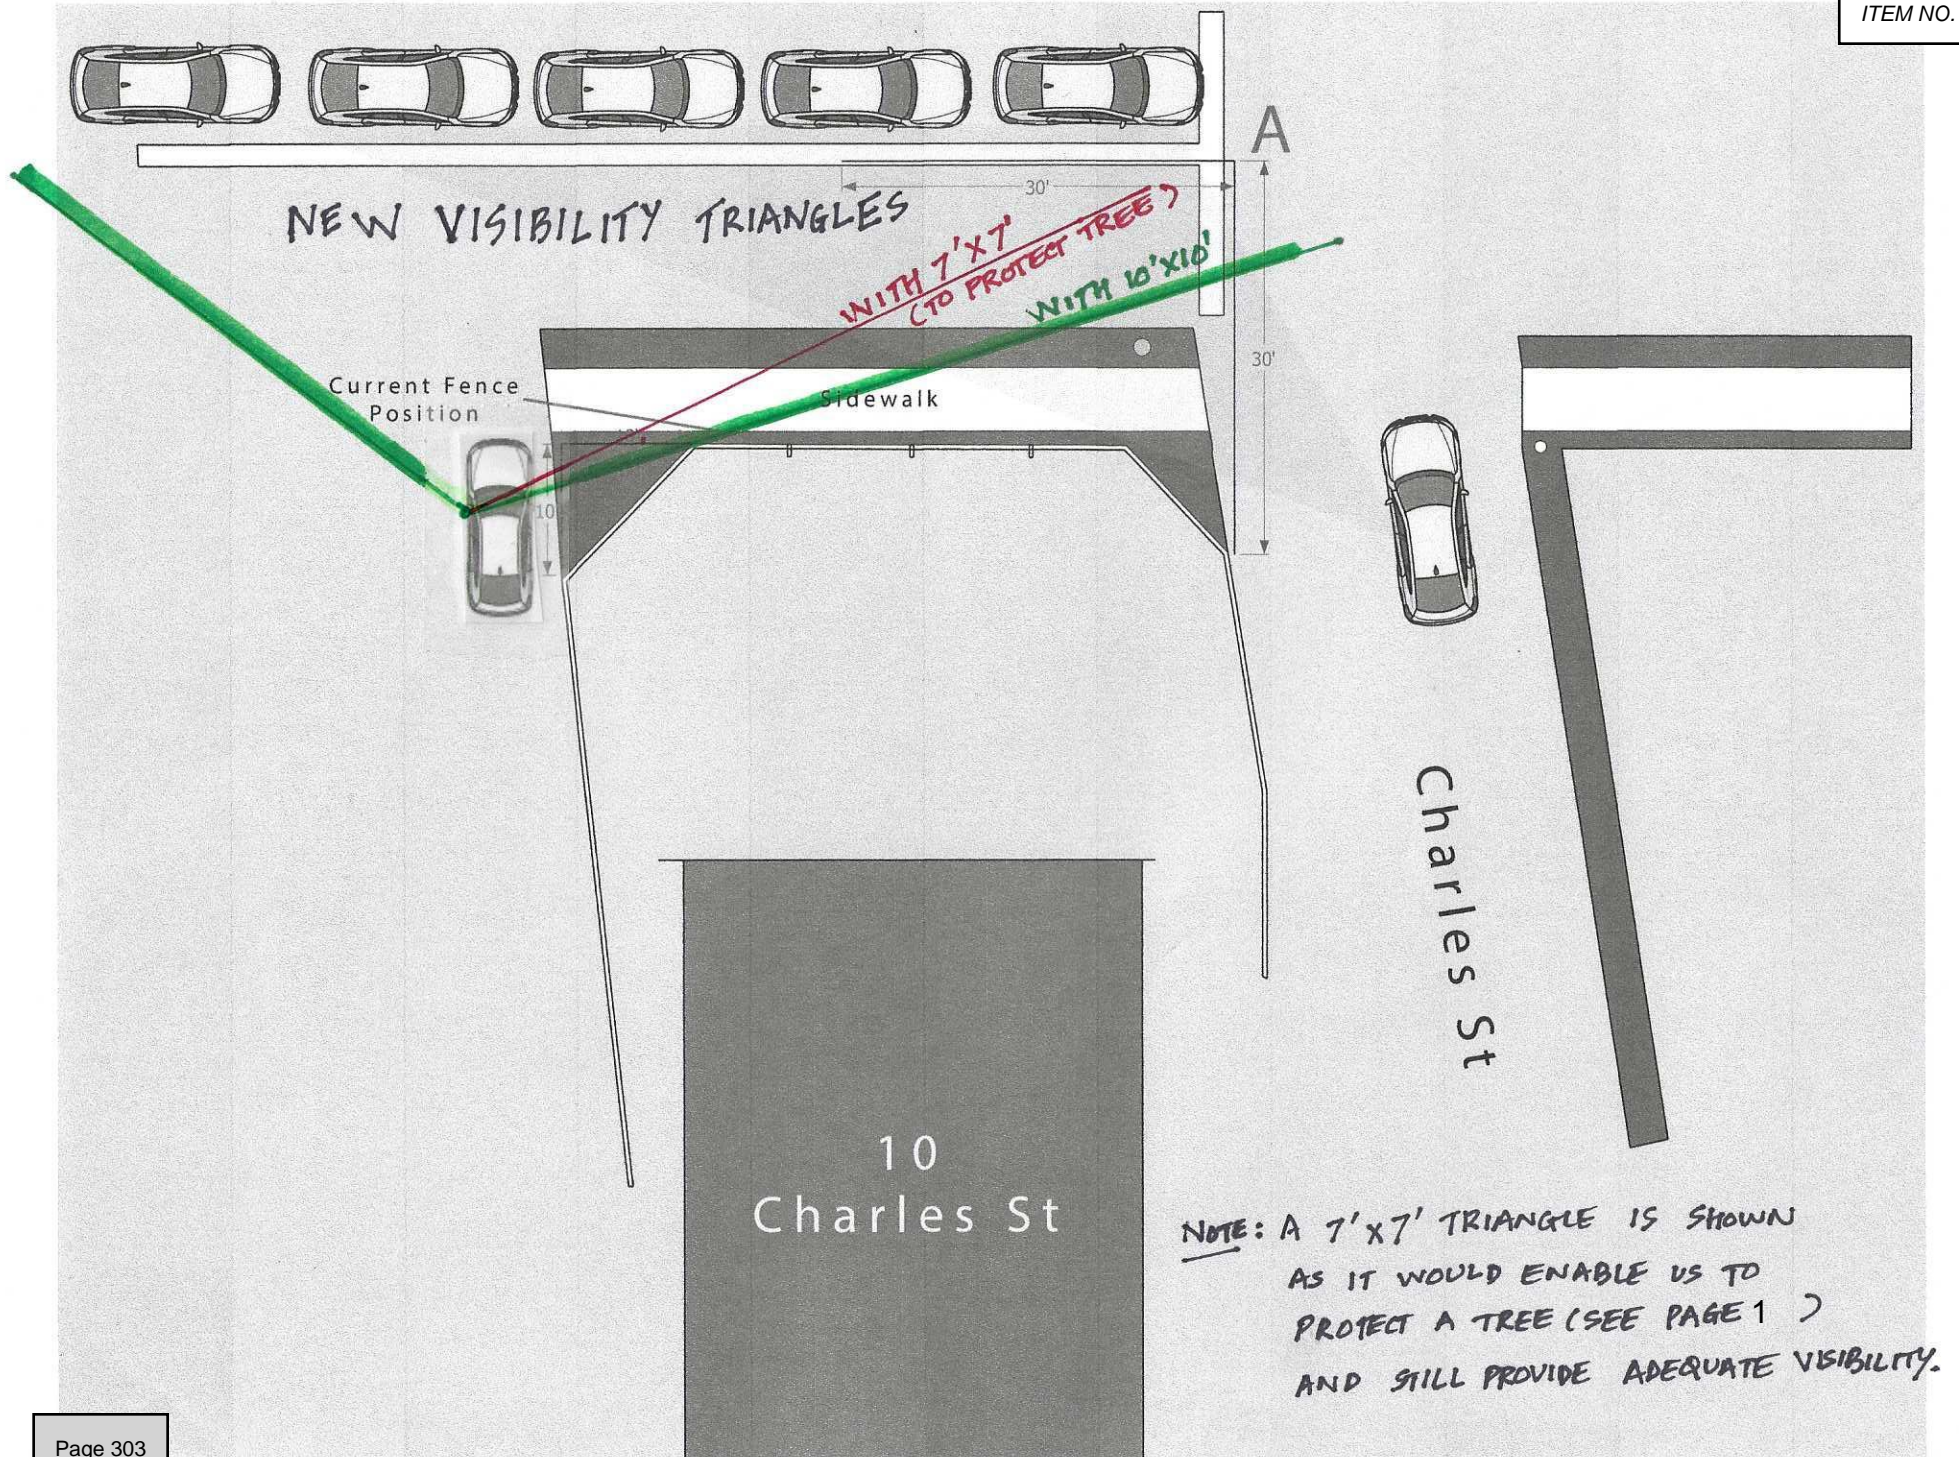 ITEM NO.
A
30'
NEW VISIBILITY TRIANGLES
WITH 7'X7'
(TO PROTECT TREE)
WITH 10'X10'
30'
Current Fence
Position
Sidewalk
10'
Charles St
10
Charles St
NOTE: A 7'X7' TRIANGLE IS SHOWN
AS IT WOULD ENABLE US TO
PROTECT A TREE (SEE PAGE 1 )
AND STILL PROVIDE ADEQUATE VISIBILITY.
Page 303